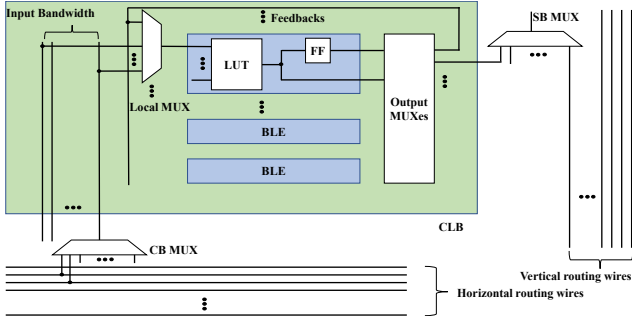 Input Bandwidth
Feedbacks
SB MUX
FF
LUT
Local MUX
Output
MUXes
BLE
BLE
CLB
CB MUX
Vertical routing wires
Horizontal routing wires